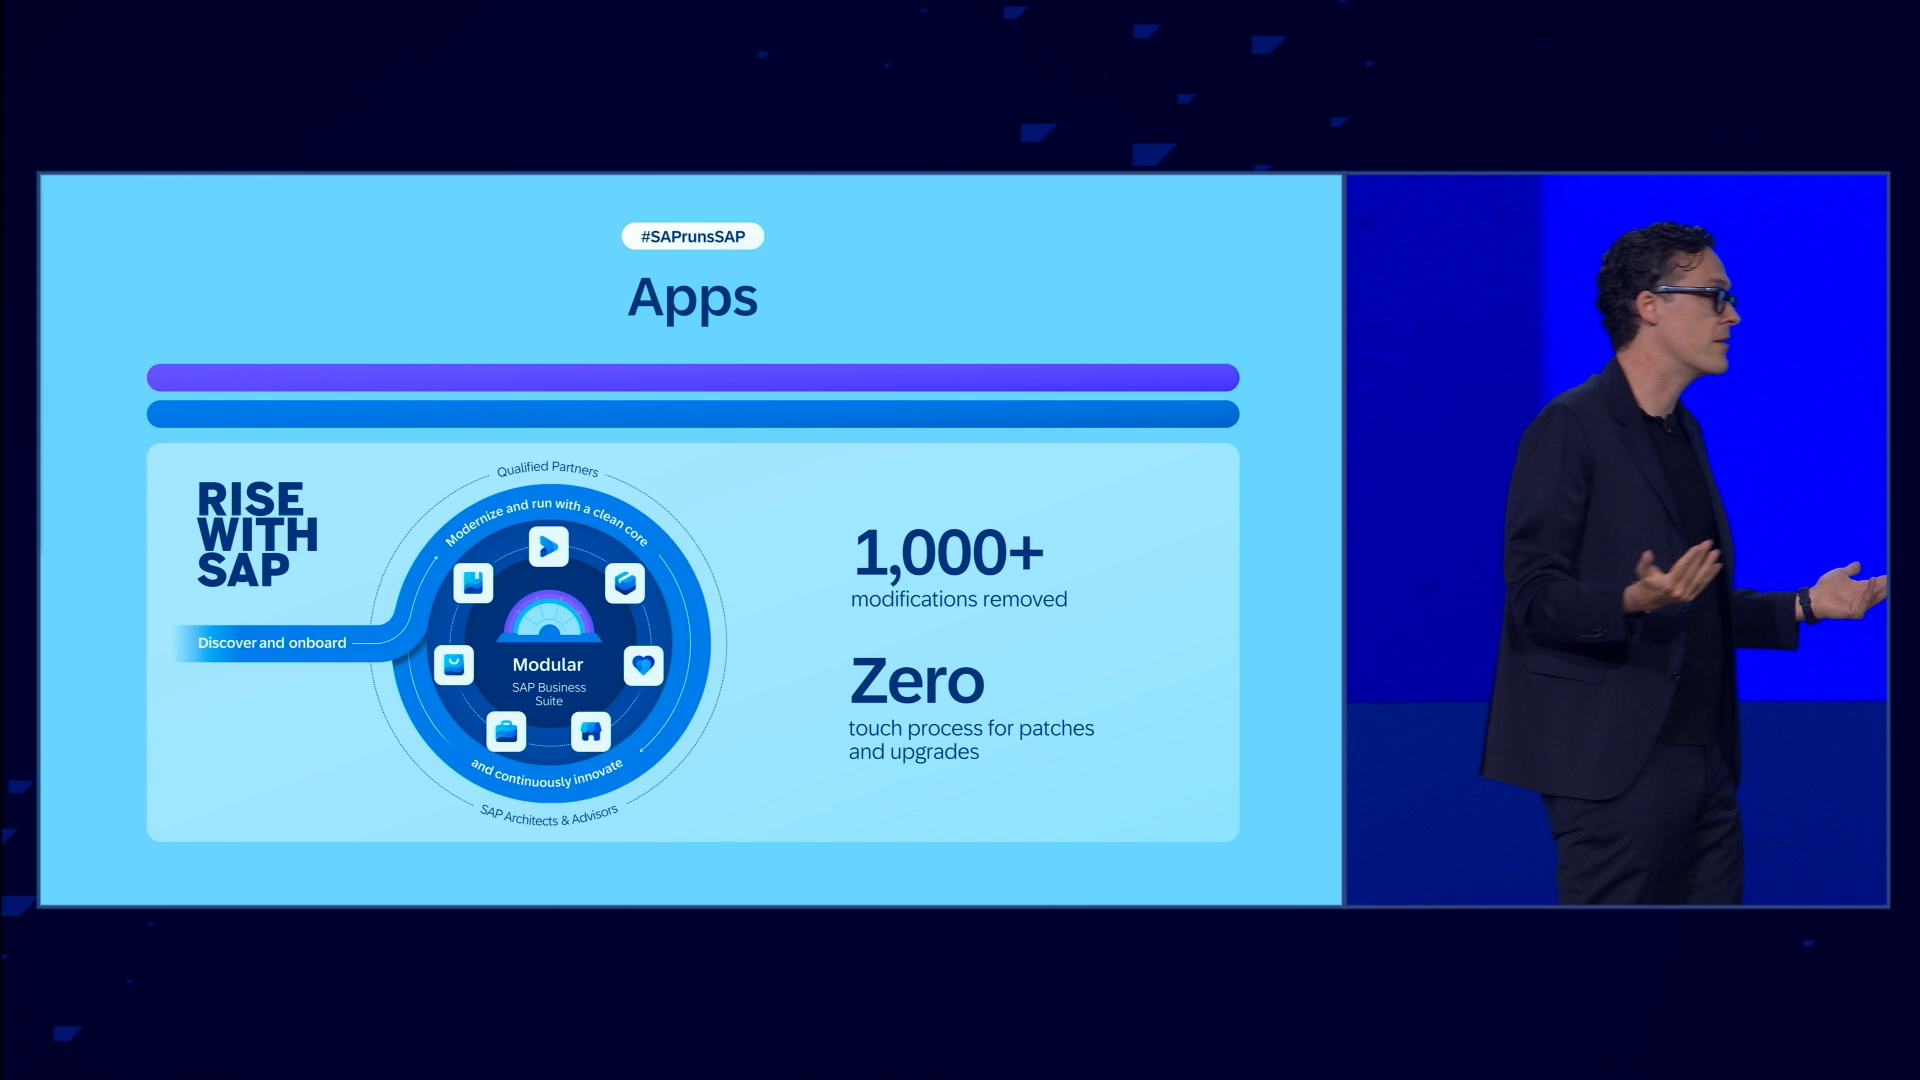 #SAPrunsSAP
Apps
RISE
WITH
SAP
Discover and onboard
Qualified Partners
Modernize and run with a clean core
Modular
SAP Business
Suite
and continuously innovate
SAP Architects & Advisors
1,000+
modifications removed
Zero
touch process for patches
and upgrades